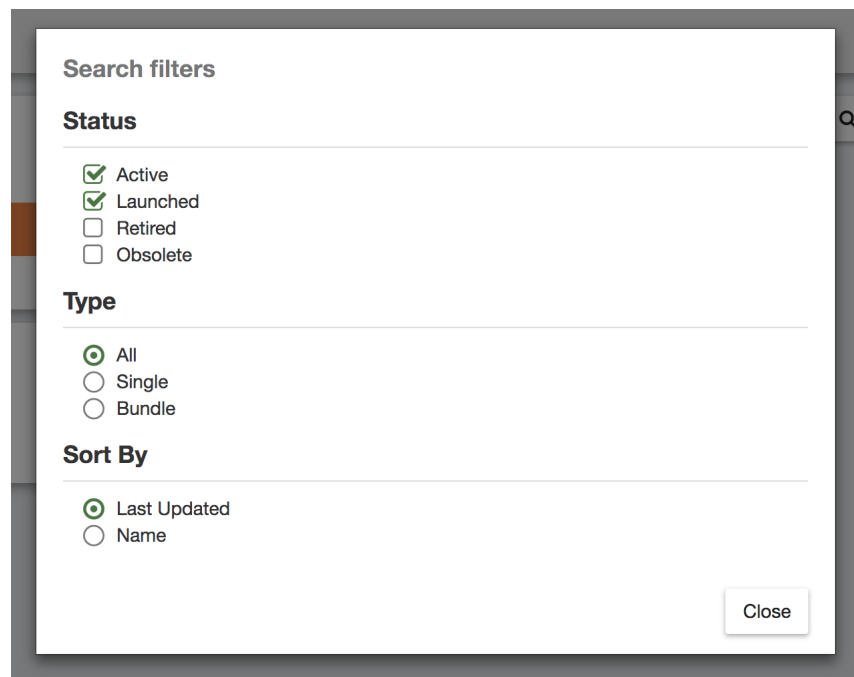 Search filters
Status
Active
Launched
Retired
Obsolete
Type
All
Single
Bundle
Sort By
Last Updated
Name
Close